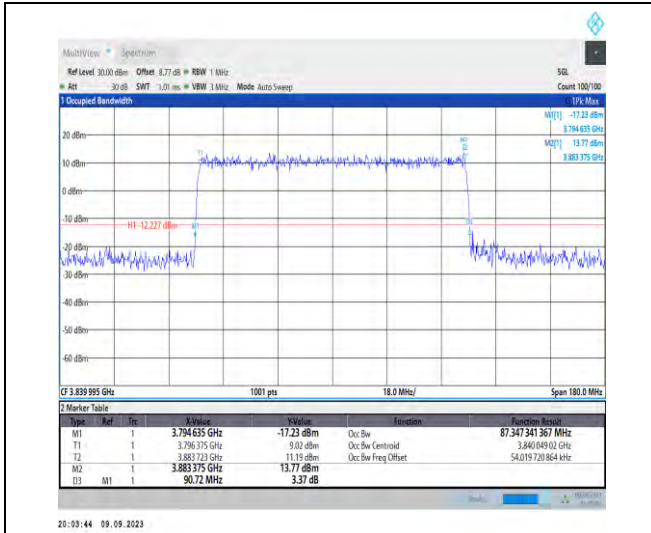 MultiView Spectrum
Ref Level 30.00 dBm Offset 8.77 dB RBW 1 MHz SGL
Att 30 dB SWT 1.01 ms VBW 3 MHz Mode Auto Sweep Count 100/100
1 Occupied Bandwidth 1Pk Max
M1[1] -17.23 dBm
3.794 635 GHz
20 dBm M2[1] 13.77 dBm
3.883 375 GHz
T1
10 dBm
0 dBm
-10 dBm
H1 -12.227 dBm
-20 dBm
-30 dBm
-40 dBm
-50 dBm
-60 dBm
CF 3.839 995 GHz 1001 pts 18.0 MHz/ Span 180.0 MHz
2 Marker Table
Type Ref Trc X-Value Y-Value Function Function Result
M1 1 3.794 635 GHz -17.23 dBm Occ Bw 87.347 341 367 MHz
T1 1 3.796 375 GHz 9.02 dBm Occ Bw Centroid 3.840 049 02 GHz
T2 1 3.883 723 GHz 11.19 dBm Occ Bw Freq Offset 54.019 720 864 kHz
M2 1 3.883 375 GHz 13.77 dBm
D3 M1 1 90.72 MHz 3.37 dB
20:03:44 09.09.2023